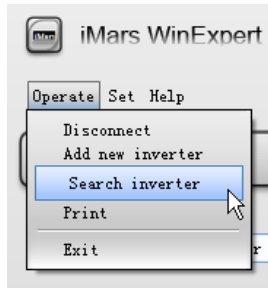 iMars WinExpert
Operate Set Help
Disconnect
Add new inverter
Search inverter
Print
Exit
r